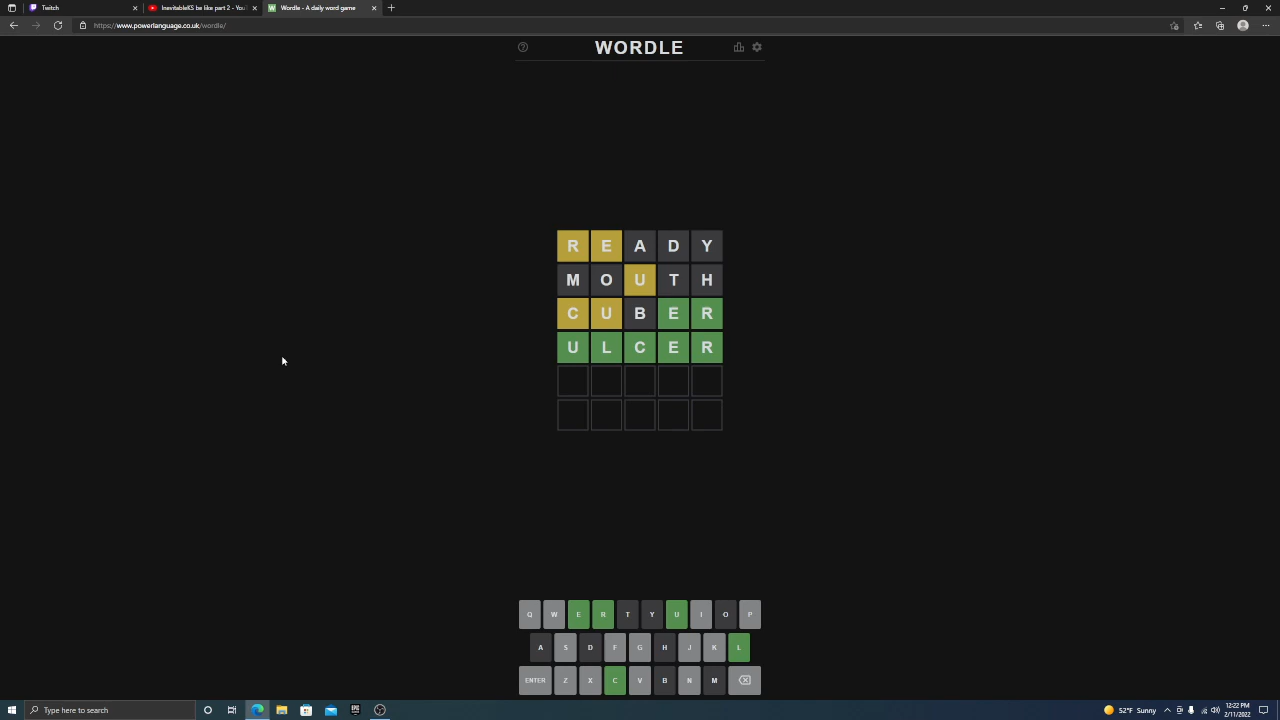 Twitch
InevitableKS be like part 2 - You
Wordle - A daily word game
https://www.powerlanguage.co.uk/wordle/
WORDLE
R E A D Y
M O U T H
C U B E R
U L C E R
Q W E R T Y U I O P
A S D F G H J K L
ENTER Z X C V B N M
Type here to search
52°F Sunny
12:22 PM
2/11/2022